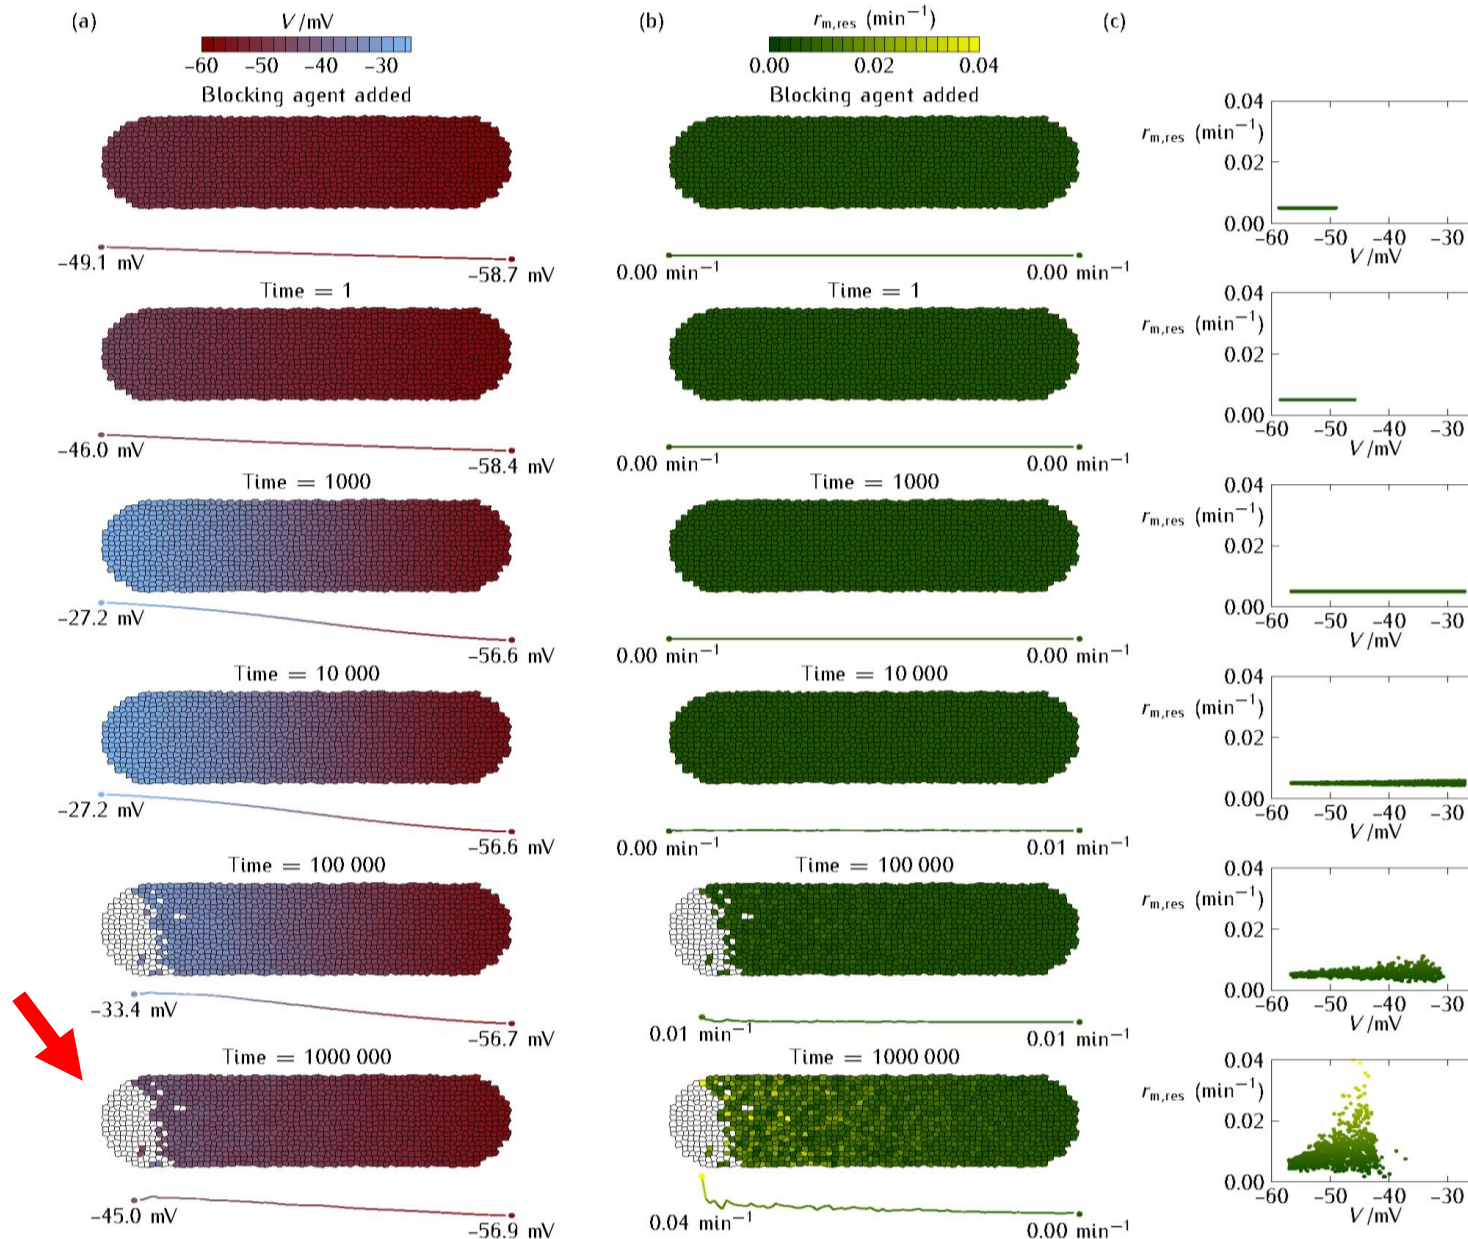 (a)
V /mV
−60 −50 −40 −30
Blocking agent added
−49.1 mV
−58.7 mV
Time = 1
−46.0 mV
−58.4 mV
Time = 1000
−27.2 mV
−56.6 mV
Time = 10 000
−27.2 mV
−56.6 mV
Time = 100 000
−33.4 mV
−56.7 mV
Time = 1000 000
−45.0 mV
−56.9 mV
(b)
rm,res (min−1)
0.00 0.02 0.04
Blocking agent added
0.00 min−1
0.00 min−1
Time = 1
0.00 min−1
0.00 min−1
Time = 1000
0.00 min−1
0.00 min−1
Time = 10 000
0.00 min−1
0.01 min−1
Time = 100 000
0.01 min−1
0.01 min−1
Time = 1000 000
0.04 min−1
0.00 min−1
(c)
0.04
rm,res (min−1)
0.02
0.00
−60 −50 −40 −30
V /mV
0.04
rm,res (min−1)
0.02
0.00
−60 −50 −40 −30
V /mV
0.04
rm,res (min−1)
0.02
0.00
−60 −50 −40 −30
V /mV
0.04
rm,res (min−1)
0.02
0.00
−60 −50 −40 −30
V /mV
0.04
rm,res (min−1)
0.02
0.00
−60 −50 −40 −30
V /mV
0.04
rm,res (min−1)
0.02
0.00
−60 −50 −40 −30
V /mV